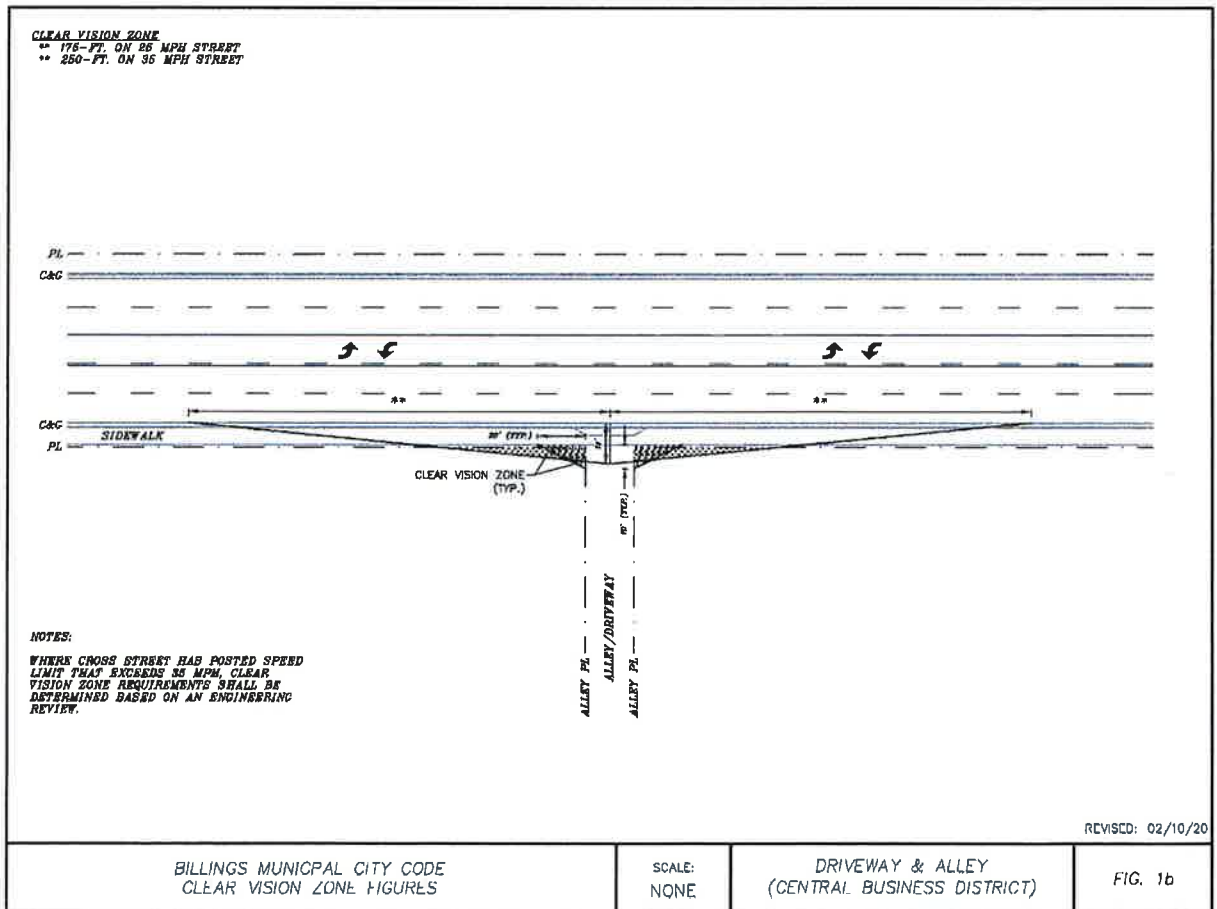 CLEAR VISION ZONE
** 175-FT. ON 25 MPH STREET
** 250-FT. ON 35 MPH STREET
PL
C&G
** **
C&G
SIDEWALK
PL
(TYP.)
CLEAR VISION ZONE
(TYP.)
(TYP.)
ALLEY PL
ALLEY/DRIVEWAY
ALLEY PL
NOTES:
WHERE CROSS STREET HAS POSTED SPEED
LIMIT THAT EXCEEDS 35 MPH, CLEAR
VISION ZONE REQUIREMENTS SHALL BE
DETERMINED BASED ON AN ENGINEERING
REVIEW.
REVISED: 02/10/20
BILLINGS MUNICPAL CITY CODE
CLEAR VISION ZONE FIGURES
SCALE:
NONE
DRIVEWAY & ALLEY
(CENTRAL BUSINESS DISTRICT)
FIG. 1b